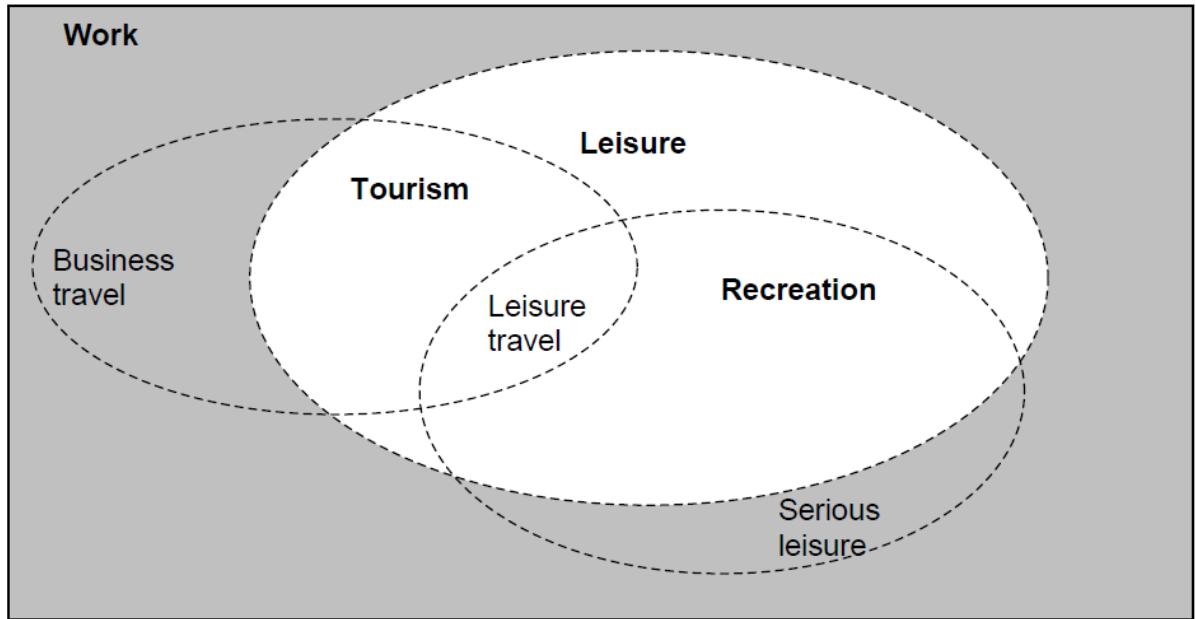 Work
Leisure
Tourism
Business
travel
Recreation
Leisure
travel
Serious
leisure